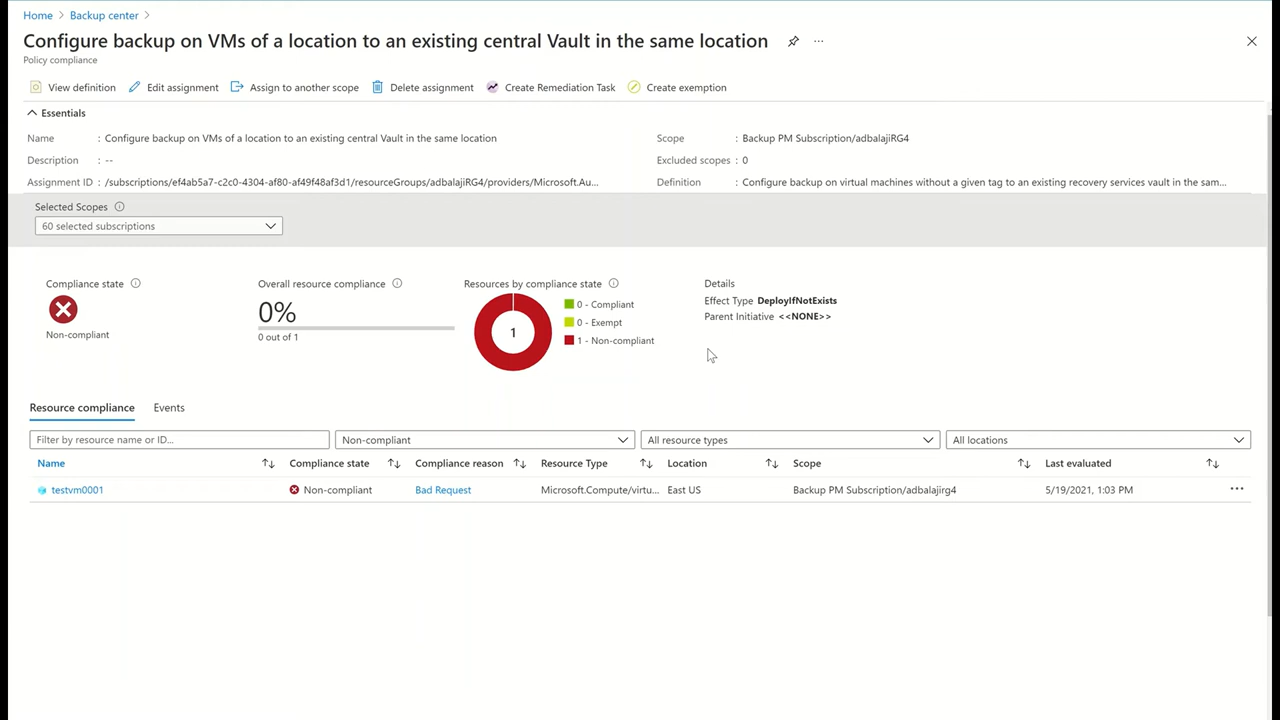 Home > Backup center >
Configure backup on VMs of a location to an existing central Vault in the same location ...
Policy compliance
View definition Edit assignment Assign to another scope Delete assignment Create Remediation Task Create exemption
Essentials
Name : Configure backup on VMs of a location to an existing central Vault in the same location Scope : Backup PM Subscription/adbalajiRG4
Description : -- Excluded scopes : 0
Assignment ID : /subscriptions/ef4ab5a7-c2c0-4304-af80-af49f48af3d1/resourceGroups/adbalajiRG4/providers/Microsoft.Au... Definition : Configure backup on virtual machines without a given tag to an existing recovery services vault in the sam...
Selected Scopes
60 selected subscriptions
Compliance state Overall resource compliance Resources by compliance state Details
Non-compliant
0%
0 out of 1
1
0 - Compliant
0 - Exempt
1 - Non-compliant
Effect Type DeployIfNotExists
Parent Initiative <<NONE>>
Resource compliance Events
Filter by resource name or ID... Non-compliant All resource types All locations
Name Compliance state Compliance reason Resource Type Location Scope Last evaluated
testvm0001 Non-compliant Bad Request Microsoft.Compute/virtu... East US Backup PM Subscription/adbalajirg4 5/19/2021, 1:03 PM ...